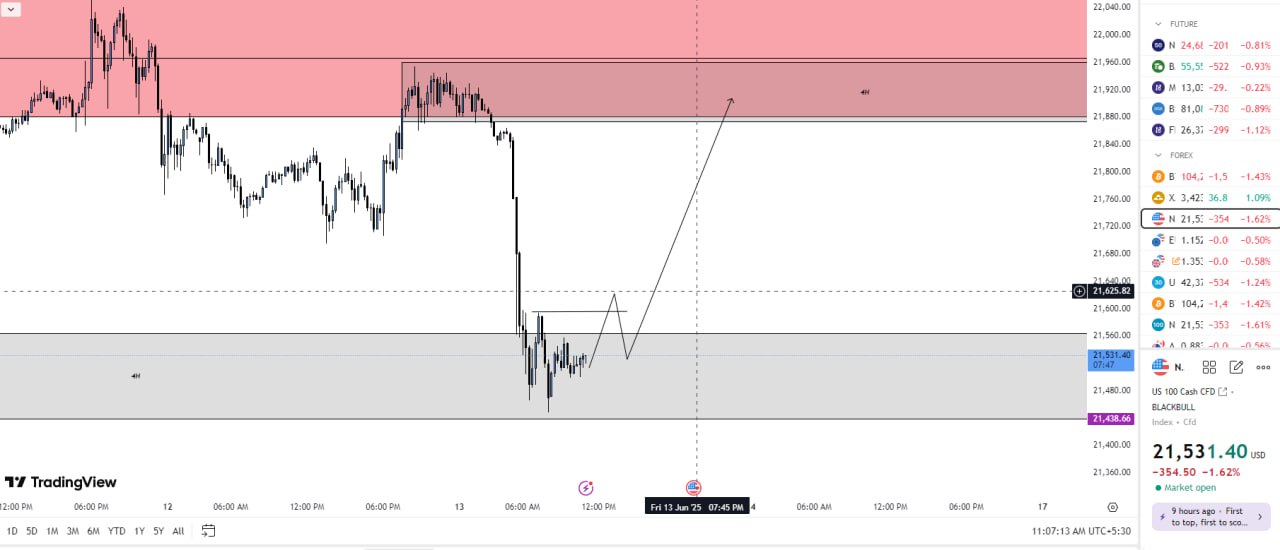 22,040.00
22,000.00
21,960.00
21,920.00
21,880.00
21,840.00
21,800.00
21,760.00
21,720.00
21,680.00
21,640.00
21,625.82
21,600.00
21,560.00
21,531.40
07:47
21,480.00
21,438.66
21,400.00
21,360.00
4H
4H
TradingView
12:00 PM
06:00 PM
12
06:00 AM
12:00 PM
06:00 PM
13
06:00 AM
12:00 PM
Fri 13 Jun '25 07:45 PM
4
06:00 AM
12:00 PM
06:00 PM
17
1D 5D 1M 3M 6M YTD 1Y 5Y All
11:07:13 AM UTC+5:30
FUTURE
N 24,6 -201 -0.81%
B. 55,5 -522 -0.93%
M 13,0 -29. -0.22%
B 81,0 -730 -0.89%
F 26,37 -299 -1.12%
FOREX
B 104,2 -1,5 -1.43%
X. 3,423 36.8 1.09%
N 21,53 -354 -1.62%
E 1.152 -0.0 -0.50%
1.353 -0.0 -0.58%
U 42,37 -534 -1.24%
B 104,2 -1,4 -1.42%
N 21,53 -353 -1.61%
-0.56%
N.
US 100 Cash CFD
BLACKBULL
Index • Cfd
21,531.40 USD
-354.50 -1.62%
Market open
9 hours ago • First
to top, first to sco...